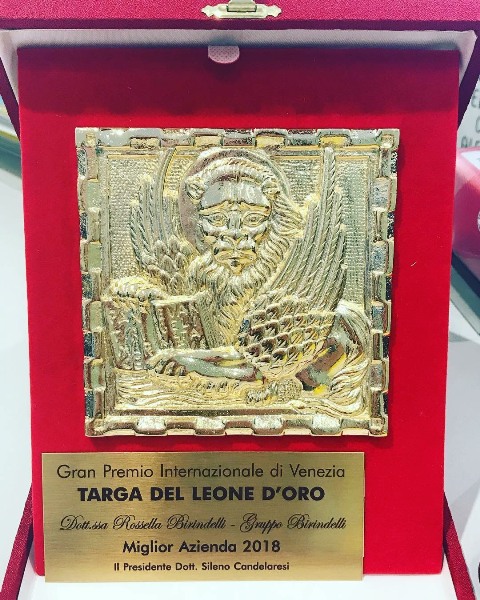 Gran Premio Internazionale di Venezia
TARGA DEL LEONE D'ORO
Dott.ssa Rossella Birindelli - Gruppo Birindelli
Miglior Azienda 2018
Il Presidente Dott. Sileno Candelaresi